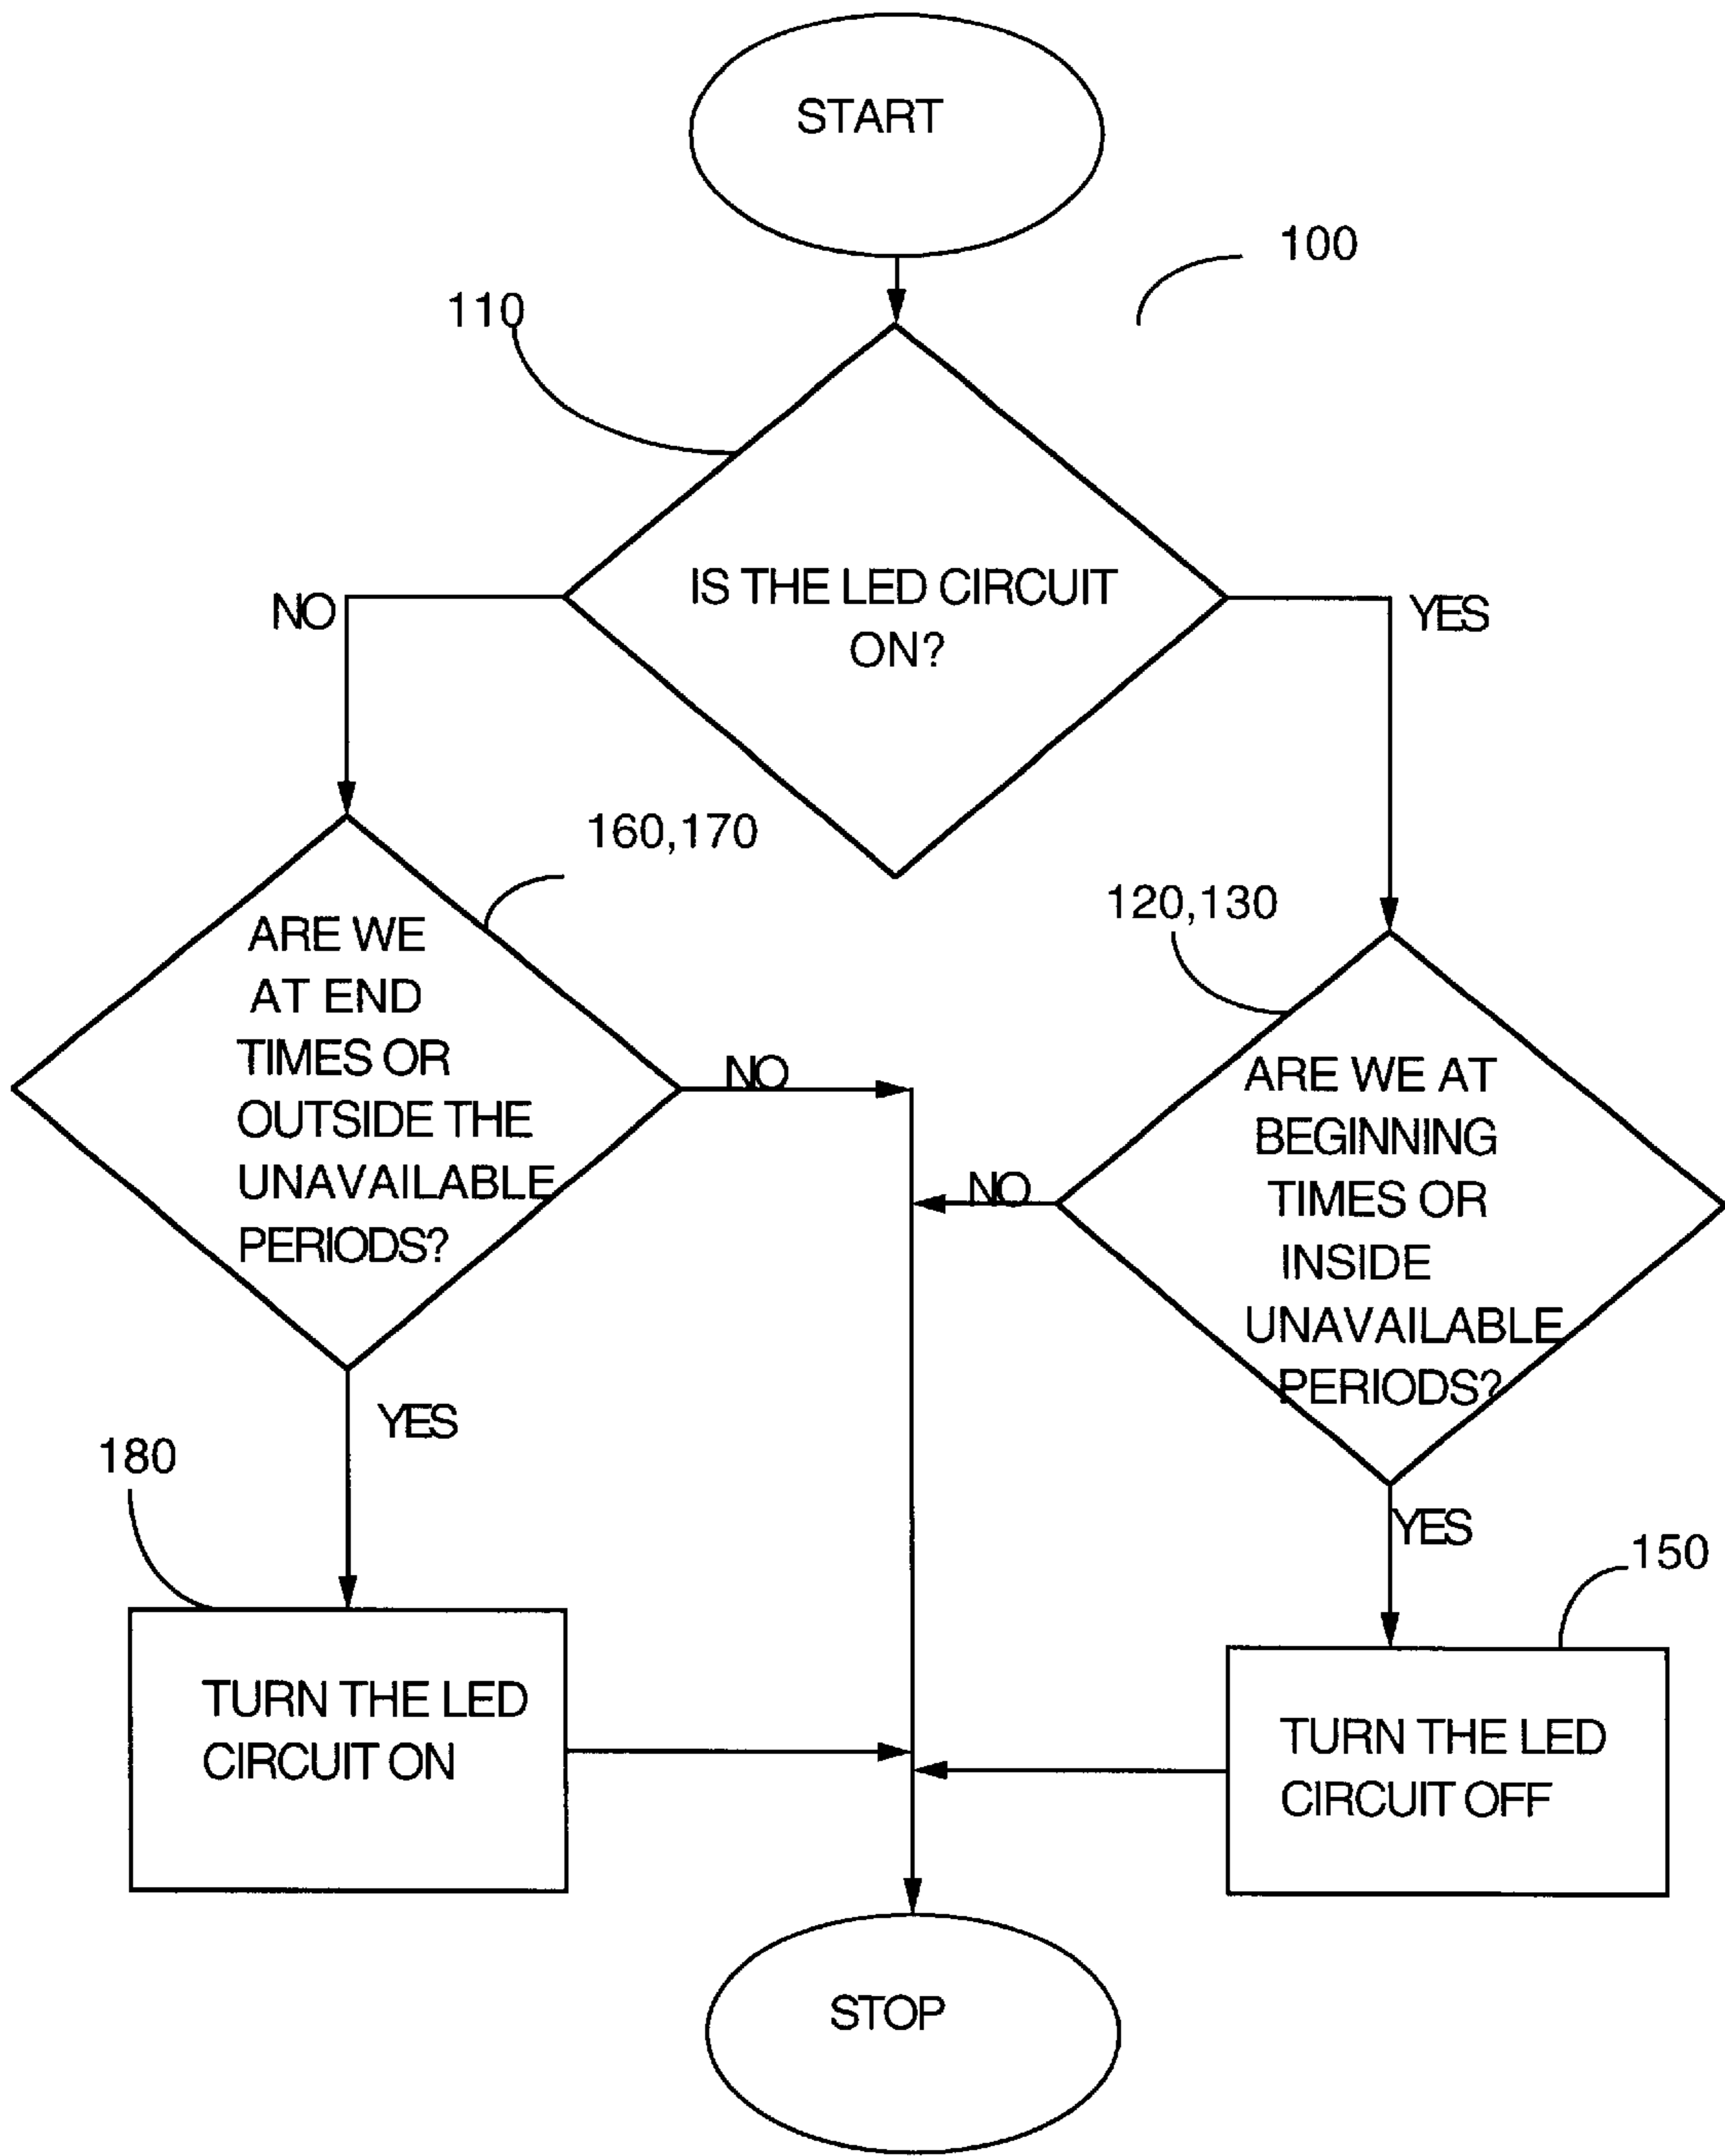 START
100
110
IS THE LED CIRCUIT
ON?
NO
YES
160,170
120,130
ARE WE
AT END
TIMES OR
OUTSIDE THE
UNAVAILABLE
PERIODS?
NO
ARE WE AT
BEGINNING
TIMES OR
INSIDE
UNAVAILABLE
PERIODS?
NO
YES
180
YES
150
TURN THE LED
CIRCUIT ON
TURN THE LED
CIRCUIT OFF
STOP